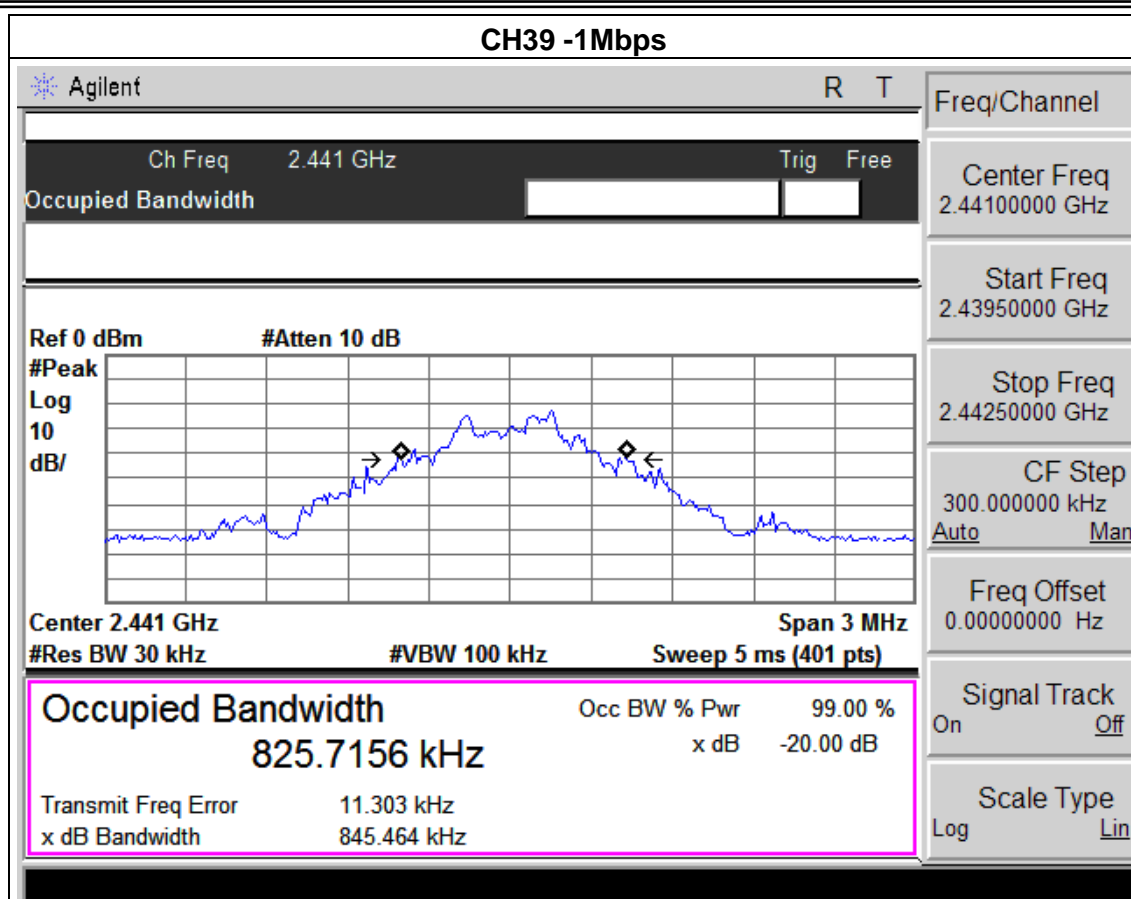 CH39 -1Mbps
Agilent R T
Ch Freq 2.441 GHz Trig Free
Occupied Bandwidth
Ref 0 dBm #Atten 10 dB
#Peak
Log
10
dB/
Center 2.441 GHz Span 3 MHz
#Res BW 30 kHz #VBW 100 kHz Sweep 5 ms (401 pts)
Occupied Bandwidth Occ BW % Pwr 99.00 %
825.7156 kHz x dB -20.00 dB
Transmit Freq Error 11.303 kHz
x dB Bandwidth 845.464 kHz
Freq/Channel
Center Freq
2.44100000 GHz
Start Freq
2.43950000 GHz
Stop Freq
2.44250000 GHz
CF Step
300.000000 kHz
Auto Man
Freq Offset
0.00000000 Hz
Signal Track
On Off
Scale Type
Log Lin